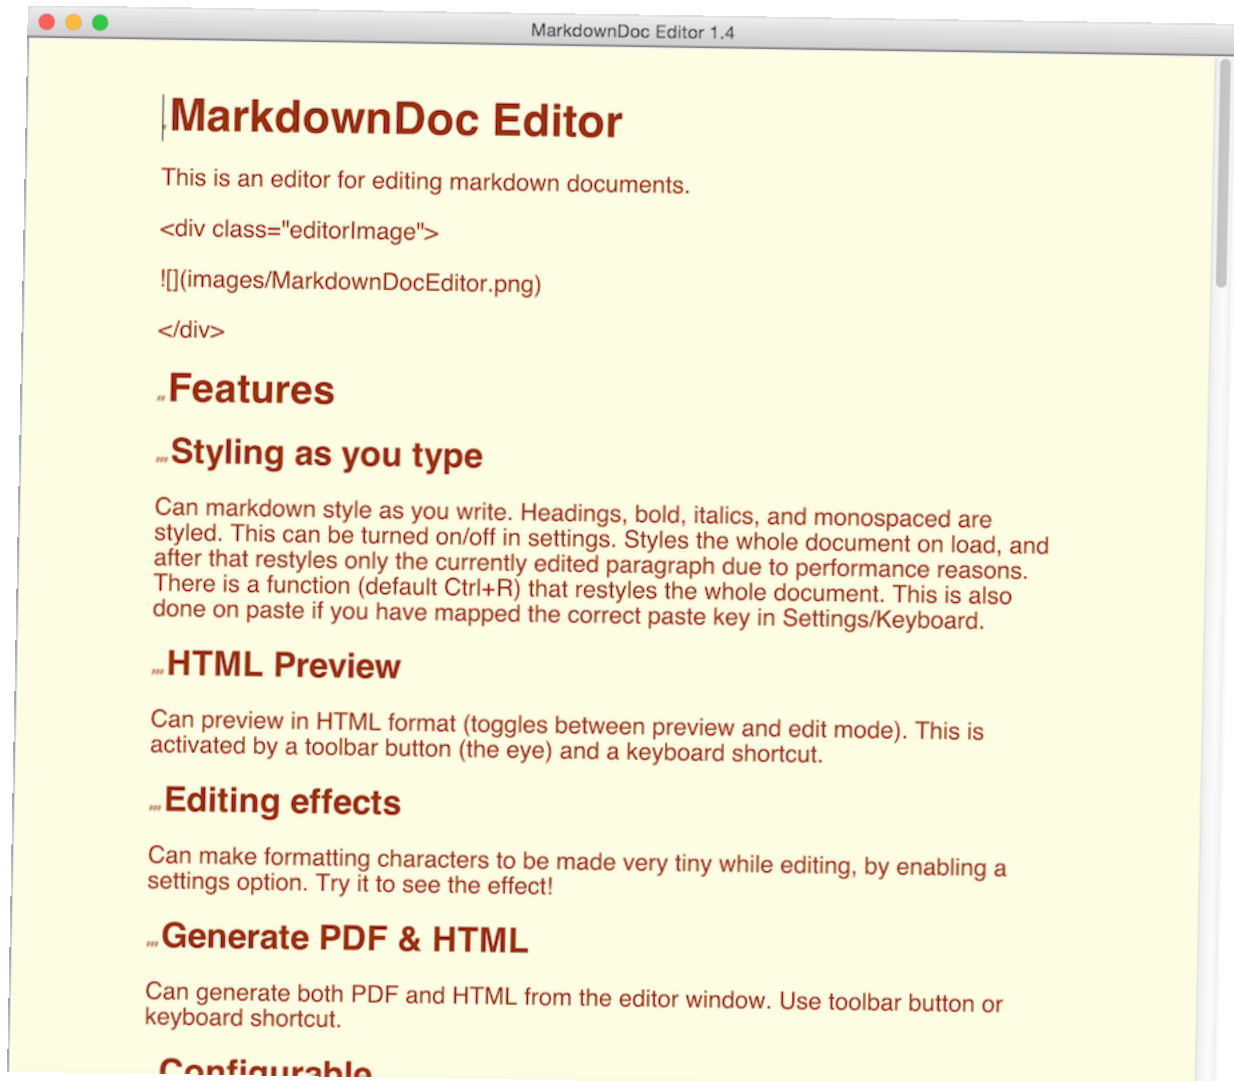 MarkdownDoc Editor 1.4
# MarkdownDoc Editor
This is an editor for editing markdown documents.
<div class="editorImage">
![](images/MarkdownDocEditor.png)
</div>
## Features
### Styling as you type
Can markdown style as you write. Headings, bold, italics, and monospaced are
styled. This can be turned on/off in settings. Styles the whole document on load, and
after that restyles only the currently edited paragraph due to performance reasons.
There is a function (default Ctrl+R) that restyles the whole document. This is also
done on paste if you have mapped the correct paste key in Settings/Keyboard.
### HTML Preview
Can preview in HTML format (toggles between preview and edit mode). This is
activated by a toolbar button (the eye) and a keyboard shortcut.
### Editing effects
Can make formatting characters to be made very tiny while editing, by enabling a
settings option. Try it to see the effect!
### Generate PDF & HTML
Can generate both PDF and HTML from the editor window. Use toolbar button or
keyboard shortcut.
Configurable